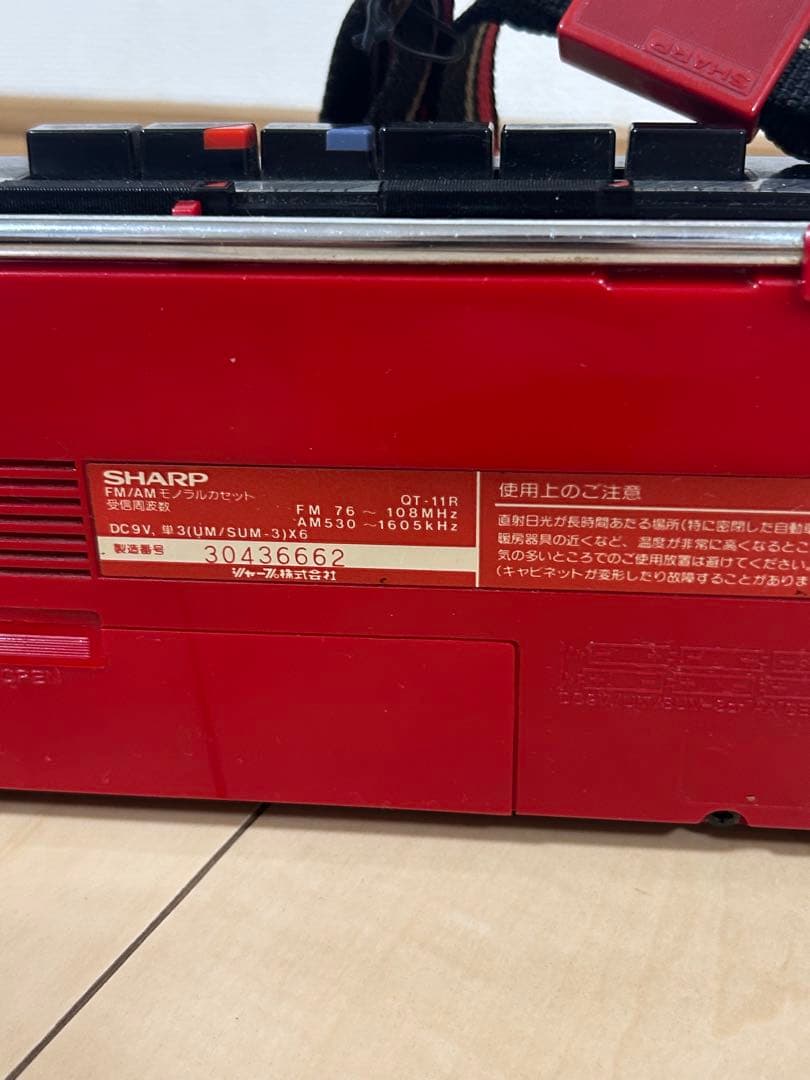 SHARP
SHARP
FM/AM モノラルカセット QT-11R
受信周波数 FM 76 ~ 108MHz
AM530 ~1605kHz
DC9V, 単3(UM/SUM-3)X6
製造番号 30436662
シャープ株式会社
使用上のご注意
直射日光が長時間あたる場所(特に密閉した自動
暖房器具の近くなど、温度が非常に高くなるとこ
気の多いところでのご使用放置は避けてください。
(キャビネットが変形したり故障することがありま
OPEN